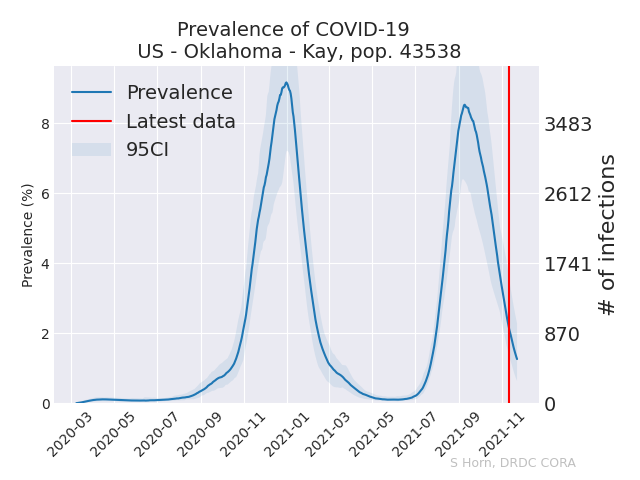 Prevalence of COVID-19
US - Oklahoma - Kay, pop. 43538
Prevalence
Latest data
95CI
Prevalence (%)
8
6
4
2
0
3483
2612
1741
870
0
# of infections
2020-03
2020-05
2020-07
2020-09
2020-11
2021-01
2021-03
2021-05
2021-07
2021-09
2021-11
S Horn, DRDC CORA